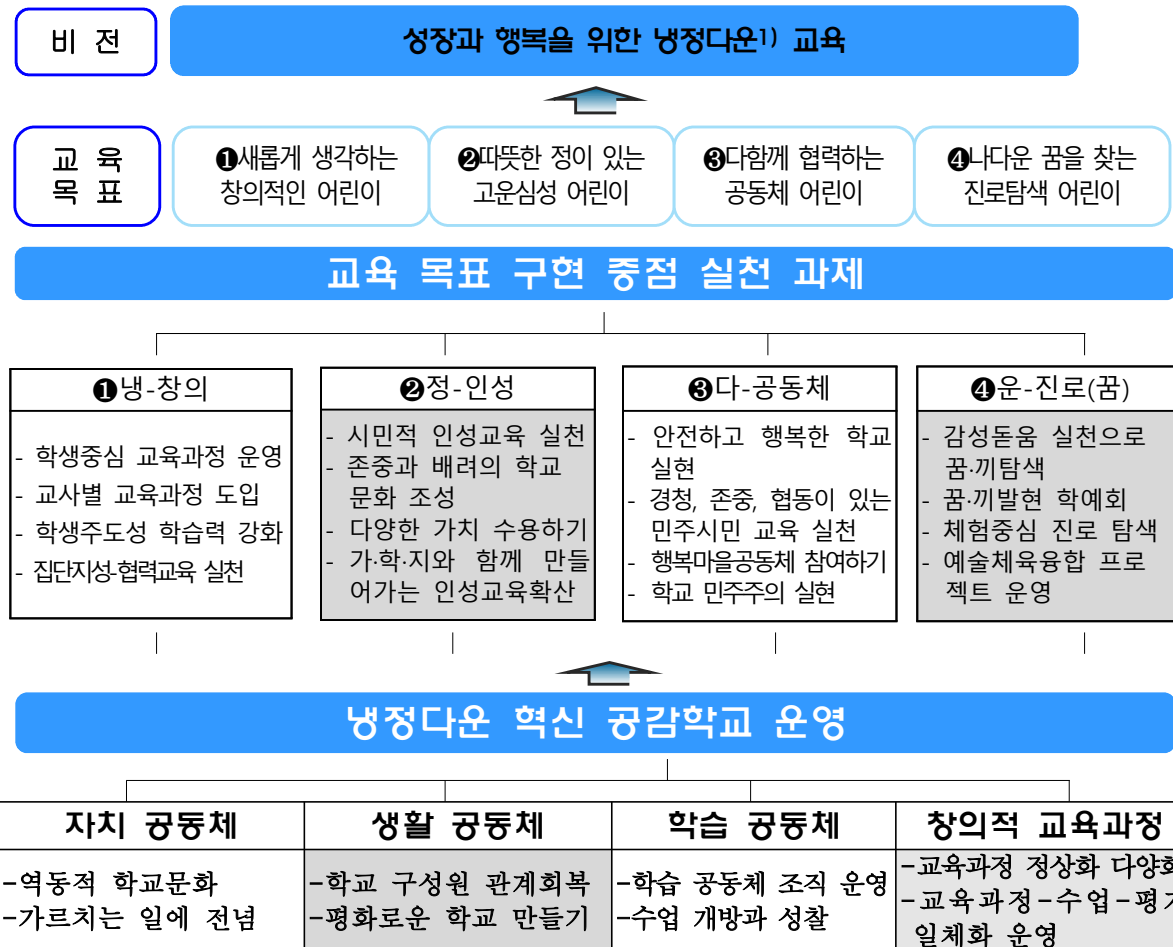 비 전
성장과 행복을 위한 냉정다운1) 교육
교 육
목 표
❶새롭게 생각하는
창의적인 어린이
❷따뜻한 정이 있는
고운심성 어린이
❸다함께 협력하는
공동체 어린이
❹나다운 꿈을 찾는
진로탐색 어린이
교육 목표 구현 중점 실천 과제
❶냉-창의
- 학생중심 교육과정 운영
- 교사별 교육과정 도입
- 학생주도성 학습력 강화
- 집단지성-협력교육 실천
❷정-인성
- 시민적 인성교육 실천
- 존중과 배려의 학교
문화 조성
- 다양한 가치 수용하기
- 가·학·지와 함께 만들
어가는 인성교육확산
❸다-공동체
- 안전하고 행복한 학교
실현
- 경청, 존중, 협동이 있는
민주시민 교육 실천
- 행복마을공동체 참여하기
- 학교 민주주의 실현
❹운-진로(꿈)
- 감성돋움 실천으로
꿈·끼탐색
- 꿈·끼발현 학예회
- 체험중심 진로 탐색
- 예술체육융합 프로
젝트 운영
냉정다운 혁신 공감학교 운영
자치 공동체
-역동적 학교문화
-가르치는 일에 전념
생활 공동체
-학교 구성원 관계회복
-평화로운 학교 만들기
학습 공동체
-학습 공동체 조직 운영
-수업 개방과 성찰
창의적 교육과정
-교육과정 정상화 다양화
-교육과정-수업-평가
일체화 운영